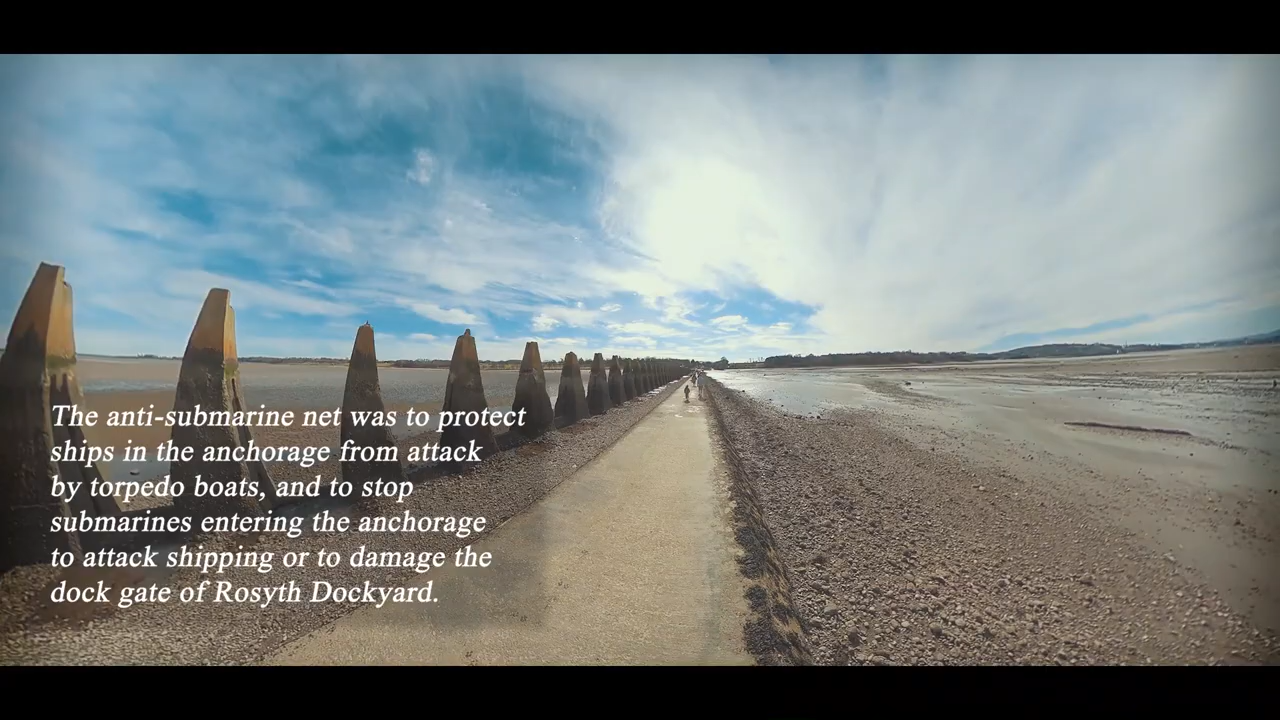 The anti-submarine net was to protect
ships in the anchorage from attack
by torpedo boats, and to stop
submarines entering the anchorage
to attack shipping or to damage the
dock gate of Rosyth Dockyard.